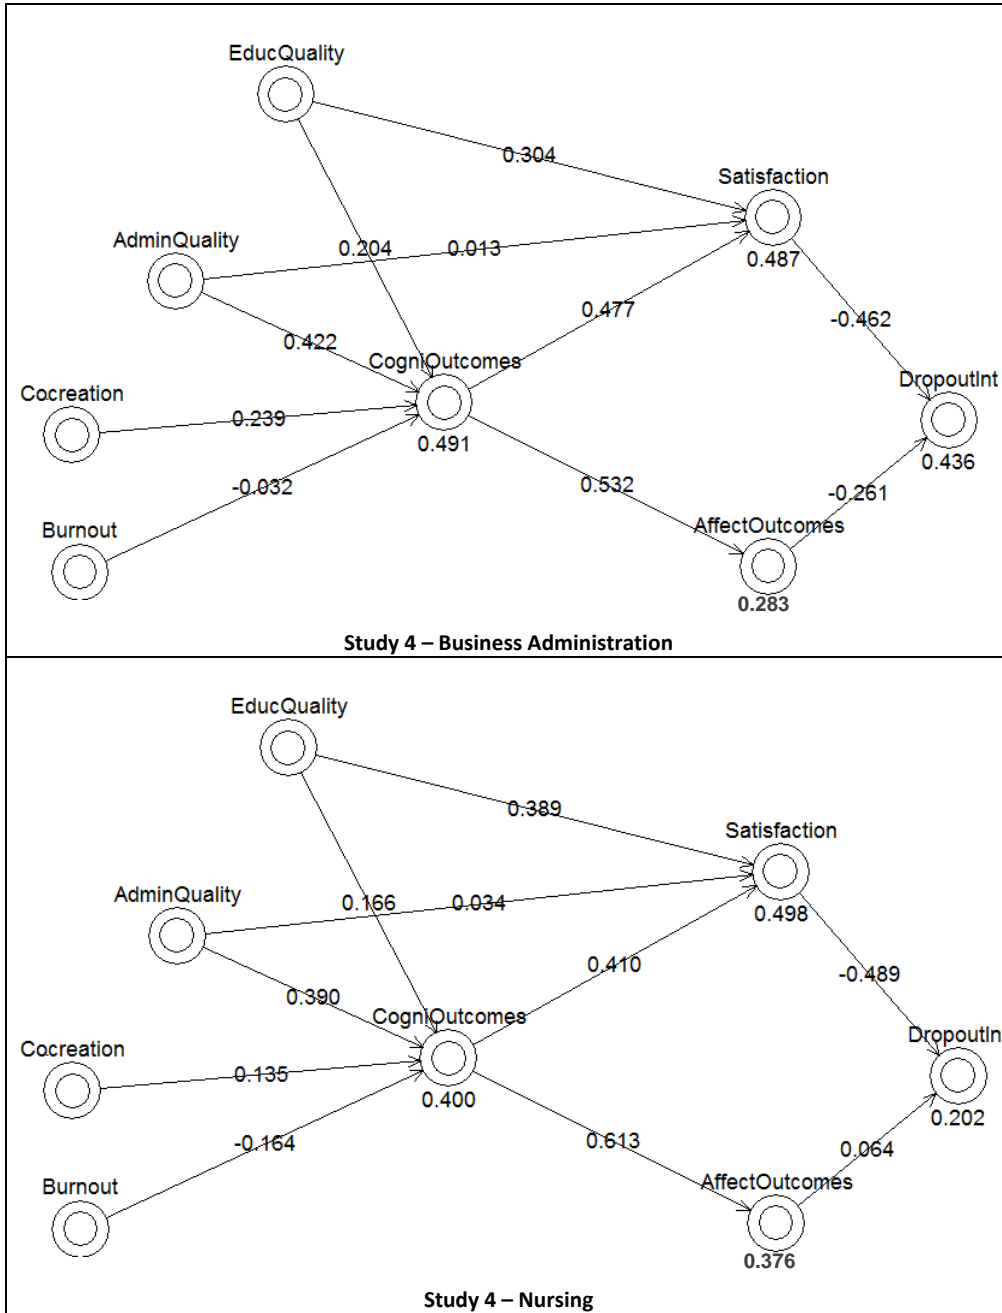 EducQuality
0.304
Satisfaction
AdminQuality
0.204
0.013
0.487
0.477
-0.462
0.422
CogniOutcomes
DropoutInt
Cocreation
0.239
0.491
0.436
-0.032
0.532
-0.261
Burnout
AffectOutcomes
0.283
Study 4 – Business Administration
EducQuality
0.389
Satisfaction
AdminQuality
0.166
0.034
0.498
0.410
-0.489
0.390
CogniOutcomes
DropoutIn
Cocreation
0.135
0.400
0.202
-0.164
0.613
0.064
Burnout
AffectOutcomes
0.376
Study 4 – Nursing